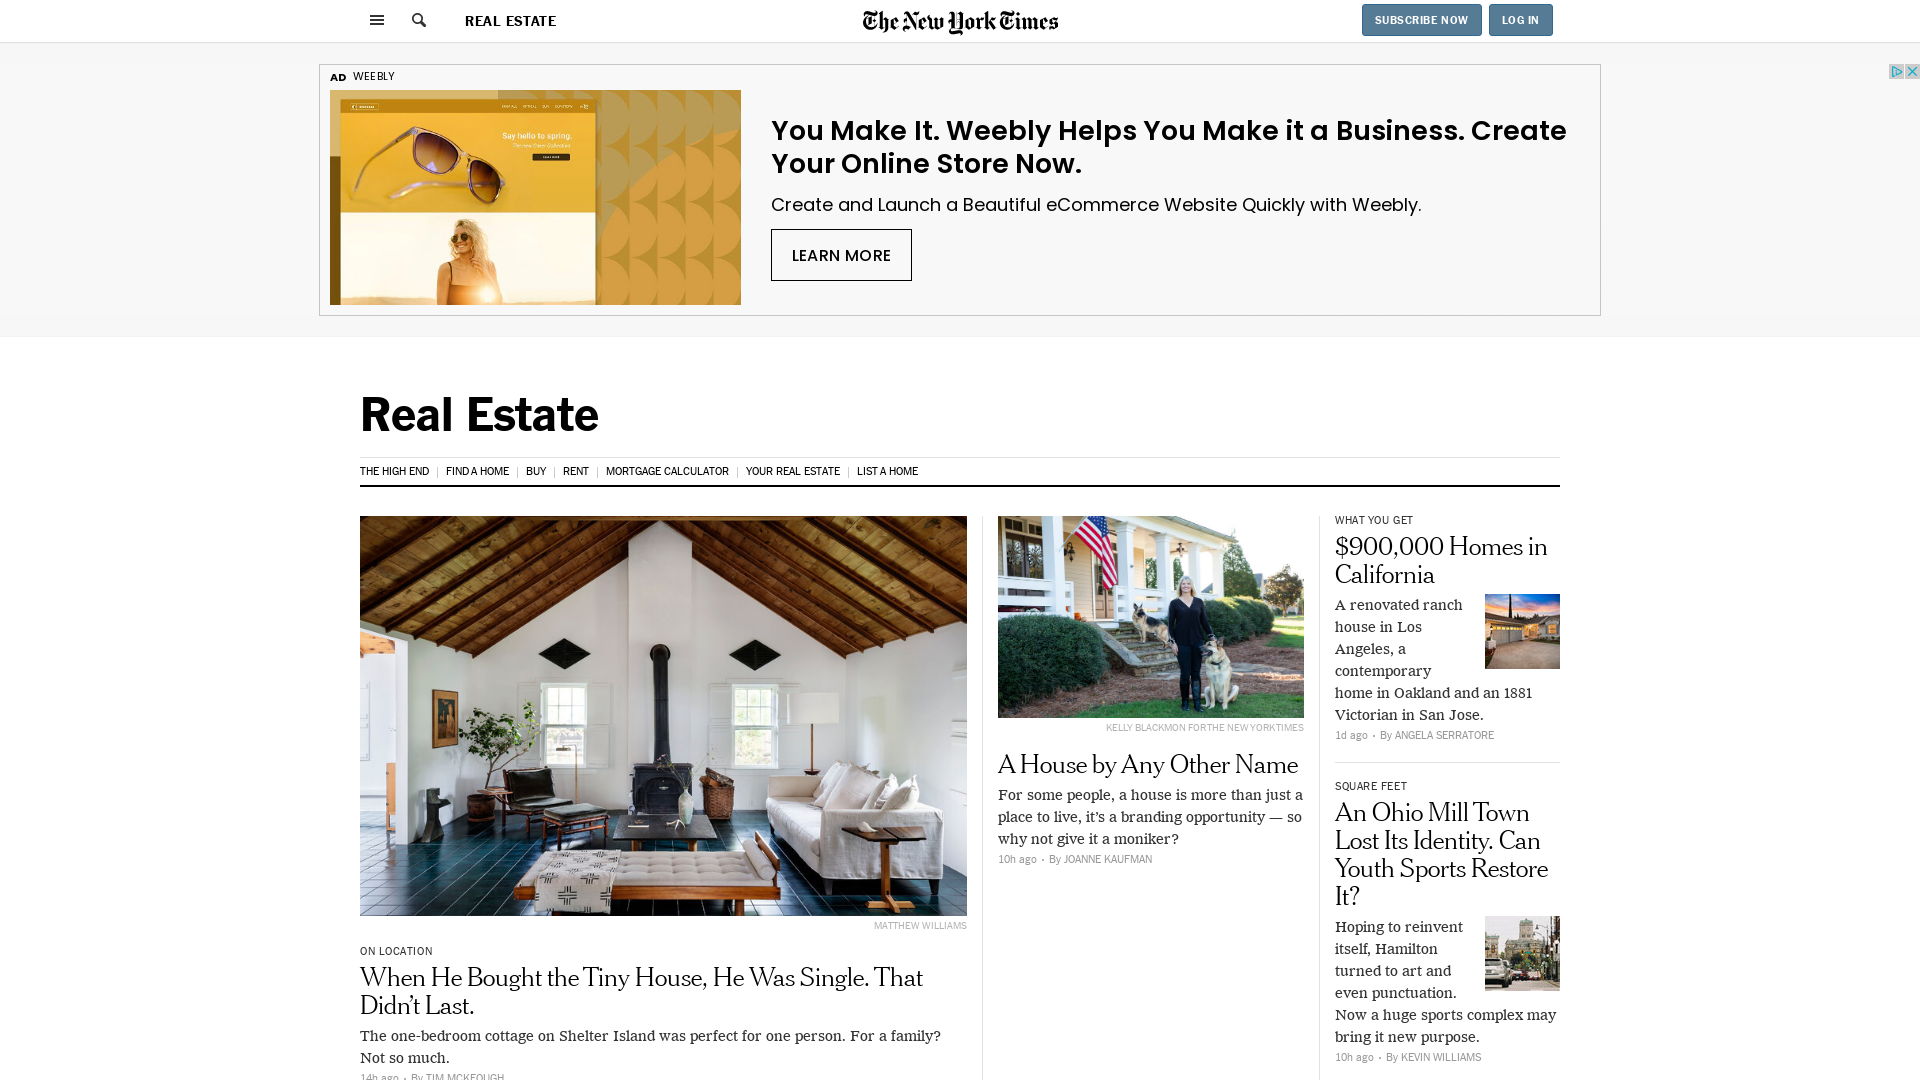 REAL ESTATE
The New York Times
SUBSCRIBE NOW
LOG IN
AD WEEBLY
Say hello to spring.
You Make It. Weebly Helps You Make it a Business. Create
Your Online Store Now.
Create and Launch a Beautiful eCommerce Website Quickly with Weebly.
LEARN MORE
Real Estate
THE HIGH END
FIND A HOME
BUY
RENT
MORTGAGE CALCULATOR
YOUR REAL ESTATE
LIST A HOME
MATTHEW WILLIAMS
ON LOCATION
When He Bought the Tiny House, He Was Single. That
Didn’t Last.
The one-bedroom cottage on Shelter Island was perfect for one person. For a family?
Not so much.
14h ago • By TIM MCKEOUGH
KELLY BLACKMON FOR THE NEW YORK TIMES
A House by Any Other Name
For some people, a house is more than just a
place to live, it’s a branding opportunity — so
why not give it a moniker?
10h ago • By JOANNE KAUFMAN
WHAT YOU GET
$900,000 Homes in
California
A renovated ranch
house in Los
Angeles, a
contemporary
home in Oakland and an 1881
Victorian in San Jose.
1d ago • By ANGELA SERRATORE
SQUARE FEET
An Ohio Mill Town
Lost Its Identity. Can
Youth Sports Restore
It?
Hoping to reinvent
itself, Hamilton
turned to art and
even punctuation.
Now a huge sports complex may
bring it new purpose.
10h ago • By KEVIN WILLIAMS